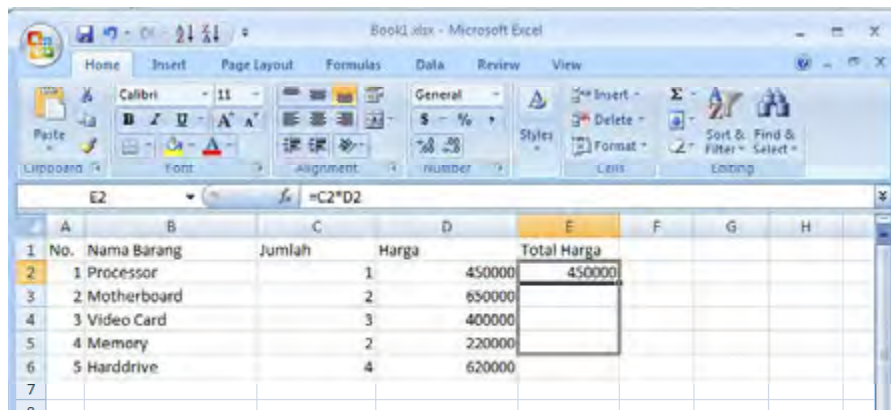 Book1.xlsx - Microsoft Excel
Home Insert Page Layout Formulas Data Review View
Calibri 11 General Insert Σ
Paste B I U A A $ % , Styles Delete Sort & Find &
A Format Filter Select
Clipboard Font Alignment Number Cells Editing
E2 fx =C2*D2
A B C D E F G H
1 No. Nama Barang Jumlah Harga Total Harga
2 1 Processor 1 450000 450000
3 2 Motherboard 2 650000
4 3 Video Card 3 400000
5 4 Memory 2 220000
6 5 Harddrive 4 620000
7